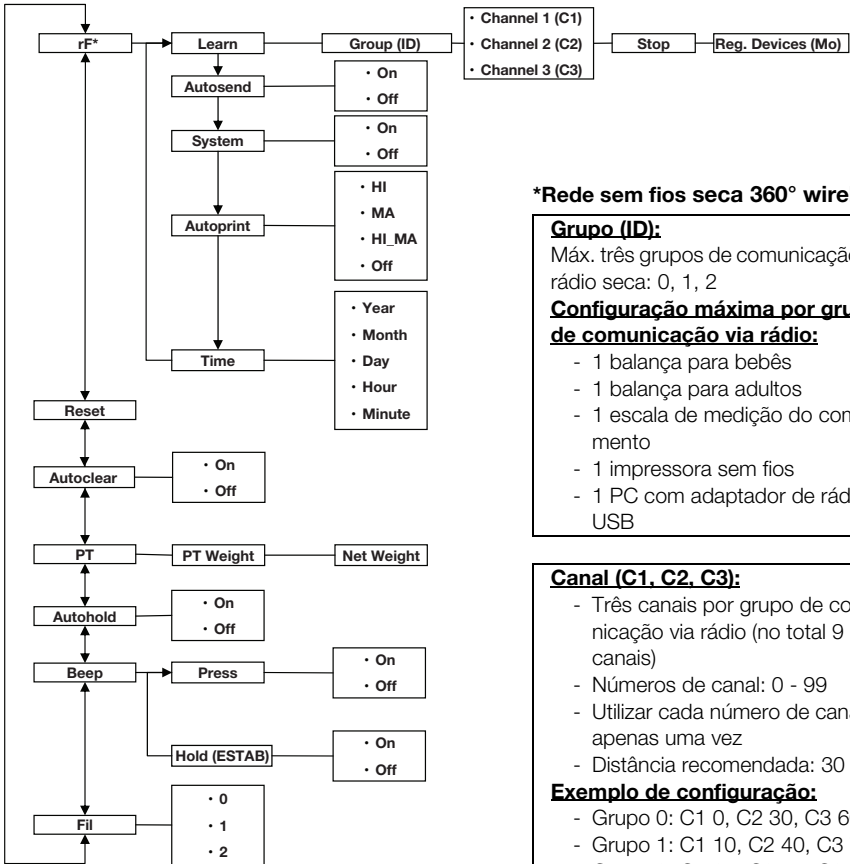 rF*
Learn
Group (ID)
• Channel 1 (C1)
• Channel 2 (C2)
• Channel 3 (C3)
Stop
Reg. Devices (Mo)
Autosend
• On
• Off
System
• On
• Off
Autoprint
• HI
• MA
• HI_MA
• Off
Time
• Year
• Month
• Day
• Hour
• Minute
Reset
Autoclear
• On
• Off
PT
PT Weight
Net Weight
Autohold
• On
• Off
Beep
Press
• On
• Off
Hold (ESTAB)
• On
• Off
Fil
• 0
• 1
• 2
*Rede sem fios seca 360° wire
Grupo (ID):
Máx. três grupos de comunicação
rádio seca: 0, 1, 2
Configuração máxima por gru
de comunicação via rádio:
- 1 balança para bebês
- 1 balança para adultos
- 1 escala de medição do com
mento
- 1 impressora sem fios
- 1 PC com adaptador de rád
USB
Canal (C1, C2, C3):
- Três canais por grupo de co
nicação via rádio (no total 9
canais)
- Números de canal: 0 - 99
- Utilizar cada número de cana
apenas uma vez
- Distância recomendada: 30
Exemplo de configuração:
- Grupo 0: C1 0, C2 30, C3 6
- Grupo 1: C1 10, C2 40, C3